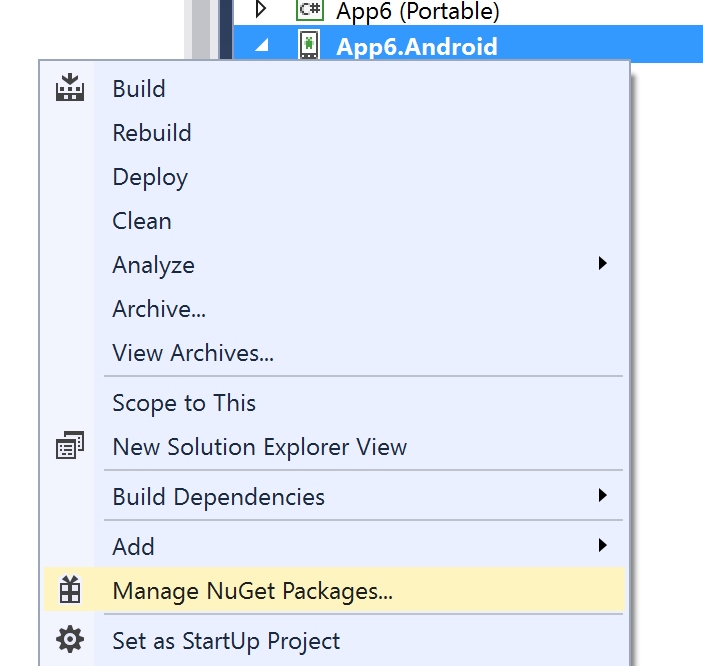 C# App6 (Portable)
App6.Android
Build
Rebuild
Deploy
Clean
Analyze
Archive...
View Archives...
Scope to This
New Solution Explorer View
Build Dependencies
Add
Manage NuGet Packages...
Set as StartUp Project